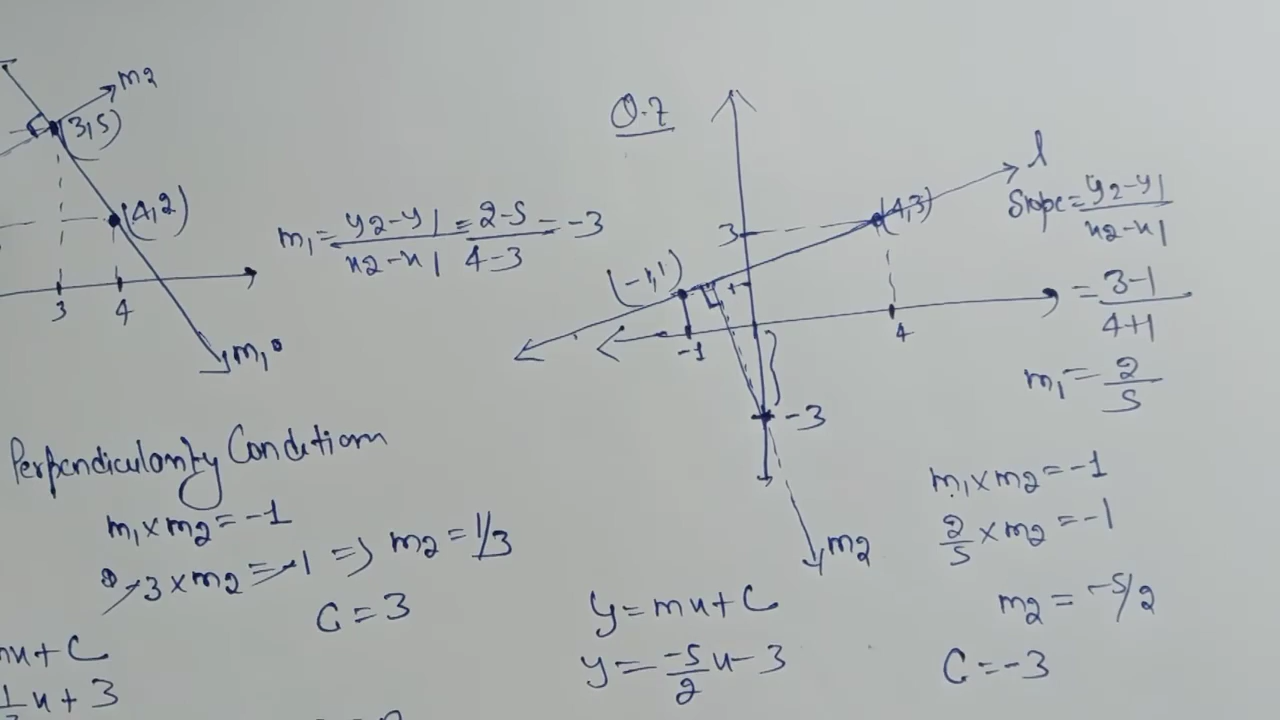 m2
(3,5)
(4,2)
3
4
m1
m1 = y2-y1/x2-x1 = 2-5/4-3 = -3
Perpendicularity Condition
m1 x m2 = -1
-3 x m2 = -1 => m2 = 1/3
C = 3
mx + C
1/3 x + 3
Q.7
l
(4,3)
3
(-1,1)
1
-1
4
-3
m2
Slope = y2-y1/x2-x1
= 3-1/4+1
m1 = 2/5
m1 x m2 = -1
2/5 x m2 = -1
m2 = -5/2
C = -3
y = mx + C
y = -5/2 x - 3